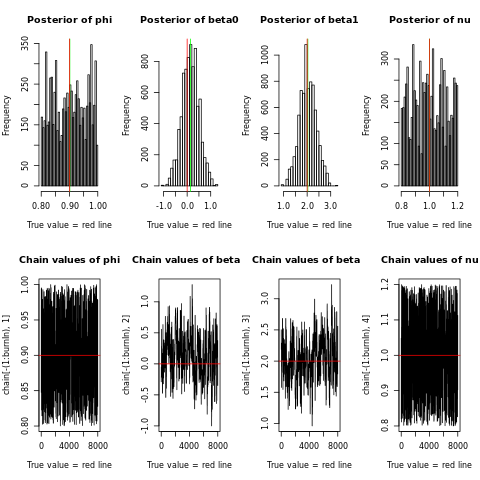 Posterior of phi
Posterior of beta0
Posterior of beta1
Posterior of nu
Frequency
0 50 150 250 350
0.80 0.90 1.00
True value = red line
Frequency
0 200 400 600 800
-1.0 0.0 1.0
True value = red line
Frequency
0 200 400 600 800 1000
1.0 2.0 3.0
True value = red line
Frequency
0 50 100 200 300
0.8 1.0 1.2
True value = red line
Chain values of phi
Chain values of beta
Chain values of beta
Chain values of nu
chain[-(1:burnIn), 1]
0.80 0.85 0.90 0.95 1.00
0 4000 8000
True value = red line
chain[-(1:burnIn), 2]
-1.0 -0.5 0.0 0.5 1.0
0 4000 8000
True value = red line
chain[-(1:burnIn), 3]
1.0 1.5 2.0 2.5 3.0
0 4000 8000
True value = red line
chain[-(1:burnIn), 4]
0.8 0.9 1.0 1.1 1.2
0 4000 8000
True value = red line